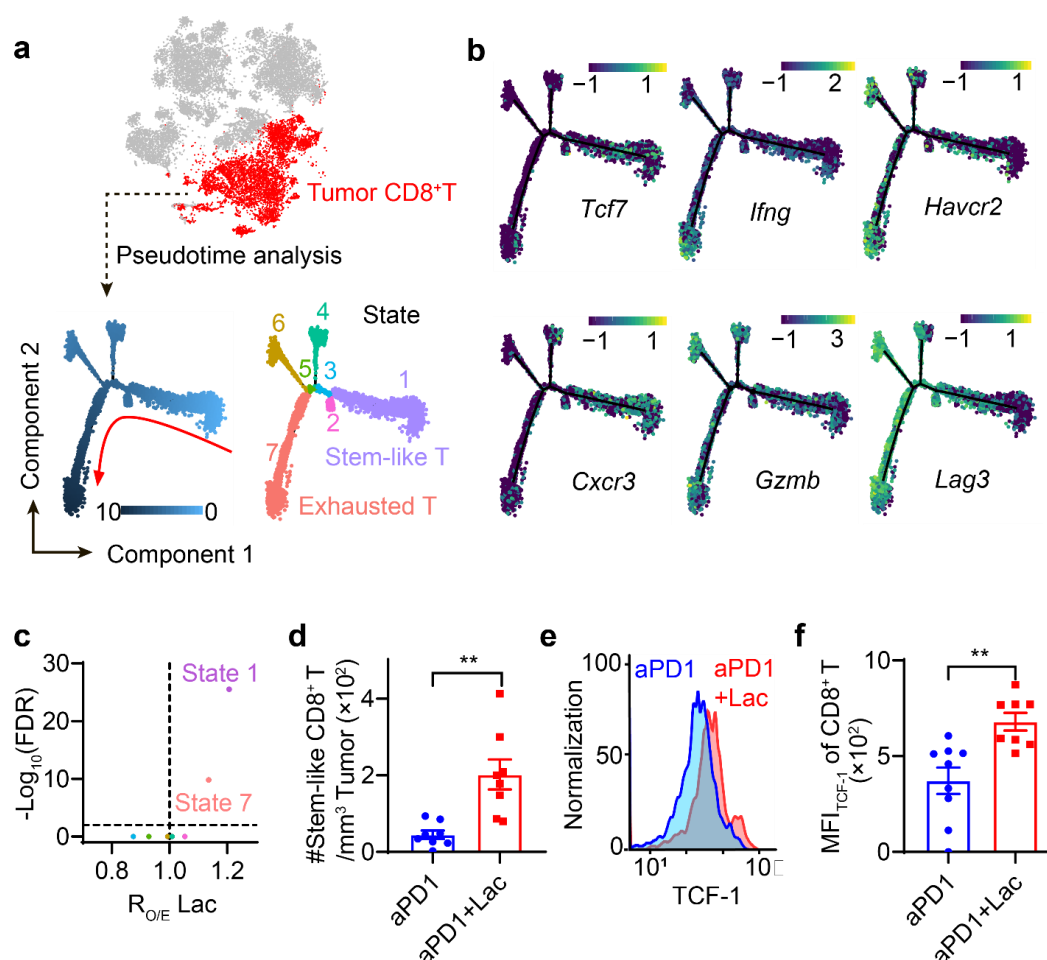 a
Tumor CD8⁺T
Pseudotime analysis
Component 2
10
0
Component 1
State
6
4
5
3
1
2
7
Stem-like T
Exhausted T
b
−1 1
−1 2
−1 1
Tcf7
Ifng
Havcr2
−1 1
−1 3
−1 1
Cxcr3
Gzmb
Lag3
c
-Log₁₀(FDR)
30
20
10
0
State 1
State 7
0.8 1.0 1.2
R_O/E Lac
d
#Stem-like CD8⁺ T
/mm³ Tumor (×10²)
4
2
0
**
aPD1
aPD1+Lac
e
Normalization
100
50
0
aPD1
aPD1
+Lac
10¹ 10
TCF-1
f
MFI_TCF-1 of CD8⁺ T
(×10²)
10
5
0
**
aPD1
aPD1+Lac